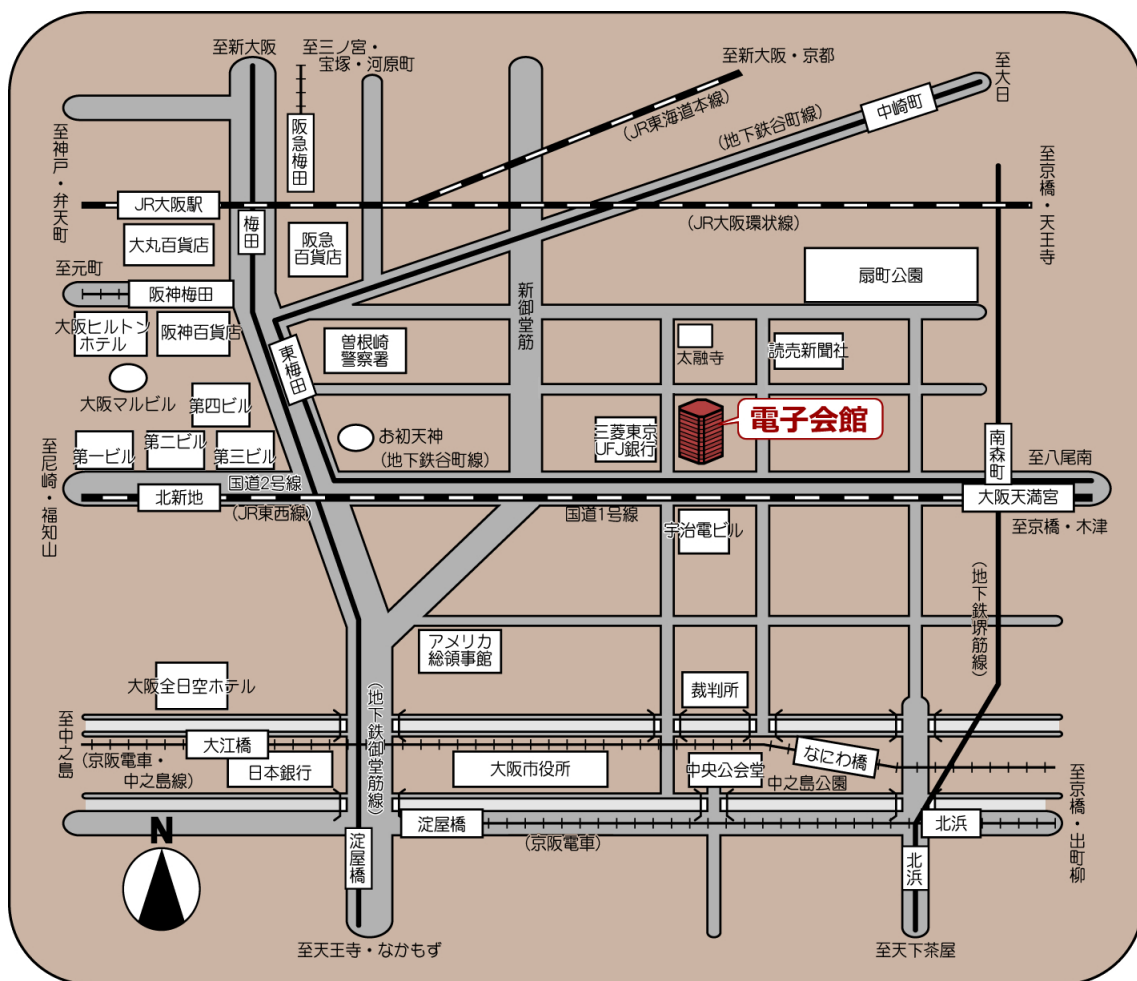 至新大阪
至三ノ宮・
宝塚・河原町
至新大阪・京都
至大日
中崎町
(地下鉄谷町線)
(JR東海道本線)
阪急梅田
至神戸・弁天町
至京橋・天王寺
JR大阪駅
梅田
(JR大阪環状線)
大丸百貨店
阪急
百貨店
扇町公園
至元町
阪神梅田
新御堂筋
大阪ヒルトン
ホテル
阪神百貨店
東梅田
曽根崎
警察署
太融寺
読売新聞社
大阪マルビル
第四ビル
電子会館
お初天神
三菱東京
UFJ銀行
南森町
至尼崎・福知山
第一ビル
第二ビル
第三ビル
(地下鉄谷町線)
至八尾南
国道2号線
北新地
大阪天満宮
(JR東西線)
国道1号線
宇治電ビル
至京橋・木津
(地下鉄堺筋線)
アメリカ
総領事館
大阪全日空ホテル
(地下鉄御堂筋線)
裁判所
至中之島
大江橋
なにわ橋
(京阪電車・
中之島線)
日本銀行
大阪市役所
中央公会堂
中之島公園
至京橋・出町柳
淀屋橋
北浜
N
淀屋橋
(京阪電車)
北浜
至天王寺・なかもず
至天下茶屋